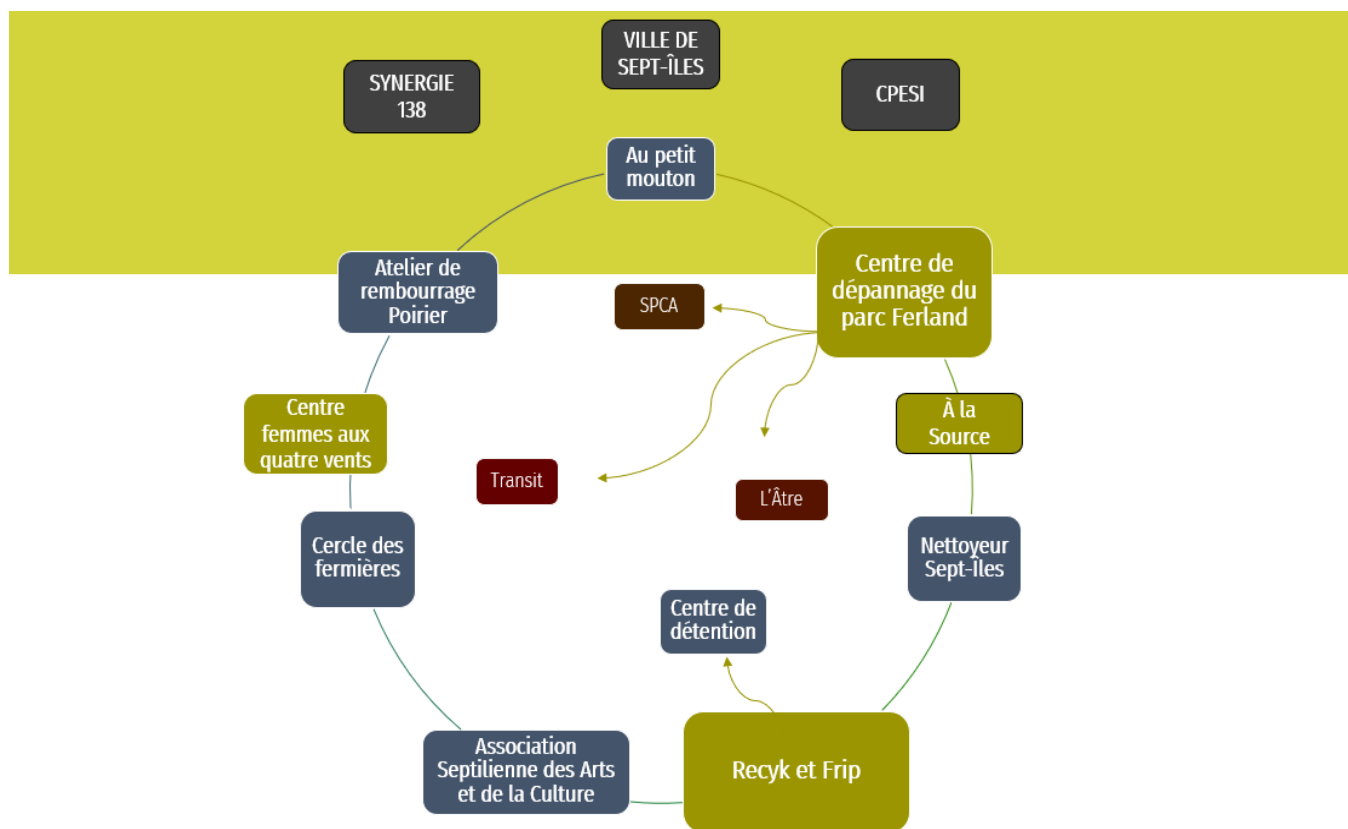 VILLE DE
SEPT-ÎLES
SYNERGIE
138
CPESI
Au petit
mouton
Atelier de
rembourrage
Poirier
Centre de
dépannage du
parc Ferland
SPCA
Centre
femmes aux
quatre vents
À la
Source
Transit
L'Âtre
Cercle des
fermières
Nettoyeur
Sept-Îles
Centre de
détention
Association
Septilienne des Arts
et de la Culture
Recyk et Frip